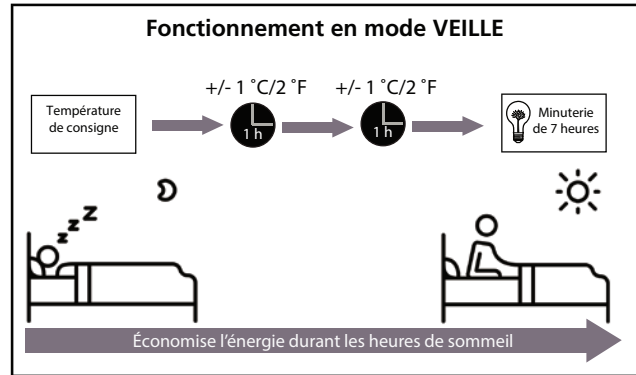 Fonctionnement en mode VEILLE
+/- 1 °C/2 °F
+/- 1 °C/2 °F
Température
de consigne
1 h
1 h
Minuterie
de 7 heures
z z z Z
Économise l'énergie durant les heures de sommeil